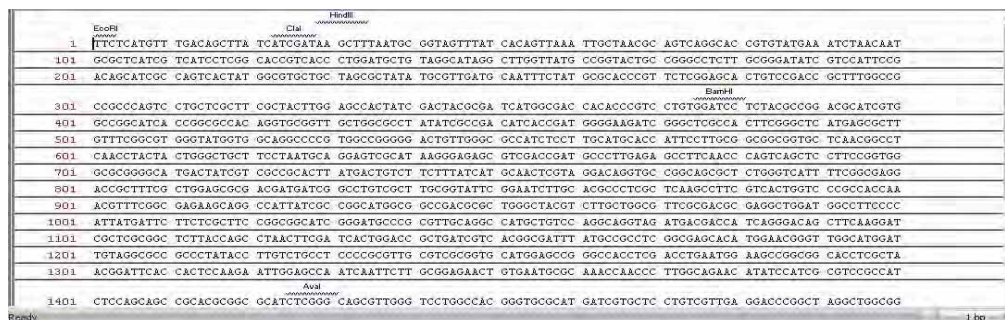 HindIII
EcoRI ClaI
1 TTCTCATGTT TGACAGCTTA TCATCGATAA GCTTTAATGC GGTAGTTTAT CACAGTTAAA TTGCTAACGC AGTCAGGCAC CGTGTATGAA ATCTAACAAT
101 GCGCTCATCG TCATCCTCGG CACCGTCACC CTGGATGCTG TAGGCATAGG CTTGGTTATG CCGGTACTGC CGGGCCTCTT GCGGGATATC GTCCATTCCG
201 ACAGCATCGC CAGTCACTAT GGCGTGCTGC TAGCGCTATA TGCGTTGATG CAATTTCTAT GCGCACCCGT TCTCGGAGCA CTGTCCGACC GCTTTGGCCG
BamHI
301 CCGCCCAGTC CTGCTCGCTT CGCTACTTGG AGCCACTATC GACTACGCGA TCATGGCGAC CACACCCGTC CTGTGGATCC TCTACGCCGG ACGCATCGTG
401 GCCGGCATCA CCGGCGCCAC AGGTGCGGTT GCTGGCGCCT ATATCGCCGA CATCACCGAT GGGGAAGATC GGGCTCGCCA CTTCGGGCTC ATGAGCGCTT
501 GTTTCGGCGT GGGTATGGTG GCAGGCCCCG TGGCCGGGGG ACTGTTGGGC GCCATCTCCT TGCATGCACC ATTCCTTGCG GCGGCGGTGC TCAACGGCCT
601 CAACCTACTA CTGGGCTGCT TCCTAATGCA GGAGTCGCAT AAGGGAGAGC GTCGACCGAT GCCCTTGAGA GCCTTCAACC CAGTCAGCTC CTTCCGGTGG
701 GCGCGGGGCA TGACTATCGT CGCCGCACTT ATGACTGTCT TCTTTATCAT GCAACTCGTA GGACAGGTGC CGGCAGCGCT CTGGGTCATT TTCGGCGAGG
801 ACCGCTTTCG CTGGAGCGCG ACGATGATCG GCCTGTCGCT TGCGGTATTC GGAATCTTGC ACGCCCTCGC TCAAGCCTTC GTCACTGGTC CCGCCACCAA
901 ACGTTTCGGC GAGAAGCAGG CCATTATCGC CGGCATGGCG GCCGACGCGC TGGGCTACGT CTTGCTGGCG TTCGCGACGC GAGGCTGGAT GGCCTTCCCC
1001 ATTATGATTC TTCTCGCTTC CGGCGGCATC GGGATGCCCG CGTTGCAGGC CATGCTGTCC AGGCAGGTAG ATGACGACCA TCAGGGACAG CTTCAAGGAT
1101 CGCTCGCGGC TCTTACCAGC CTAACTTCGA TCACTGGACC GCTGATCGTC ACGGCGATTT ATGCCGCCTC GGCGAGCACA TGGAACGGGT TGGCATGGAT
1201 TGTAGGCGCC GCCCTATACC TTGTCTGCCT CCCCGCGTTG CGTCGCGGTG CATGGAGCCG GGCCACCTCG ACCTGAATGG AAGCCGGCGG CACCTCGCTA
1301 ACGGATTCAC CACTCCAAGA ATTGGAGCCA ATCAATTCTT GCGGAGAACT GTGAATGCGC AAACCAACCC TTGGCAGAAC ATATCCATCG CGTCCGCCAT
AvaI
1401 CTCCAGCAGC CGCACGCGGC GCATCTCGGG CAGCGTTGGG TCCTGGCCAC GGGTGCGCAT GATCGTGCTC CTGTCGTTGA GGACCCGGCT AGGCTGGCGG
Ready 1 bp